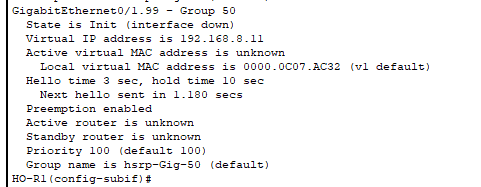 GigabitEthernet0/1.99 - Group 50
State is Init (interface down)
Virtual IP address is 192.168.8.11
Active virtual MAC address is unknown
Local virtual MAC address is 0000.0C07.AC32 (v1 default)
Hello time 3 sec, hold time 10 sec
Next hello sent in 1.180 secs
Preemption enabled
Active router is unknown
Standby router is unknown
Priority 100 (default 100)
Group name is hsrp-Gig-50 (default)
HO-R1(config-subif)#